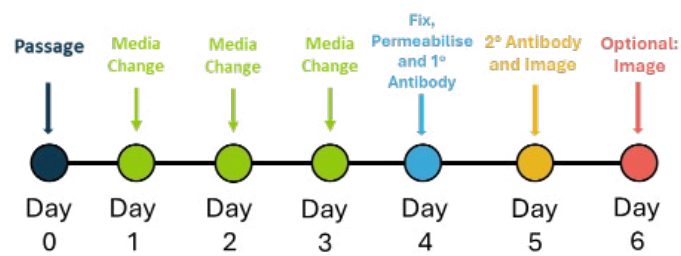 Passage
Media
Change
Media
Change
Media
Change
Fix,
Permeabilise
and 1° 
Antibody
2° Antibody
and Image
Optional:
Image
Day
0
Day
1
Day
2
Day
3
Day
4
Day
5
Day
6